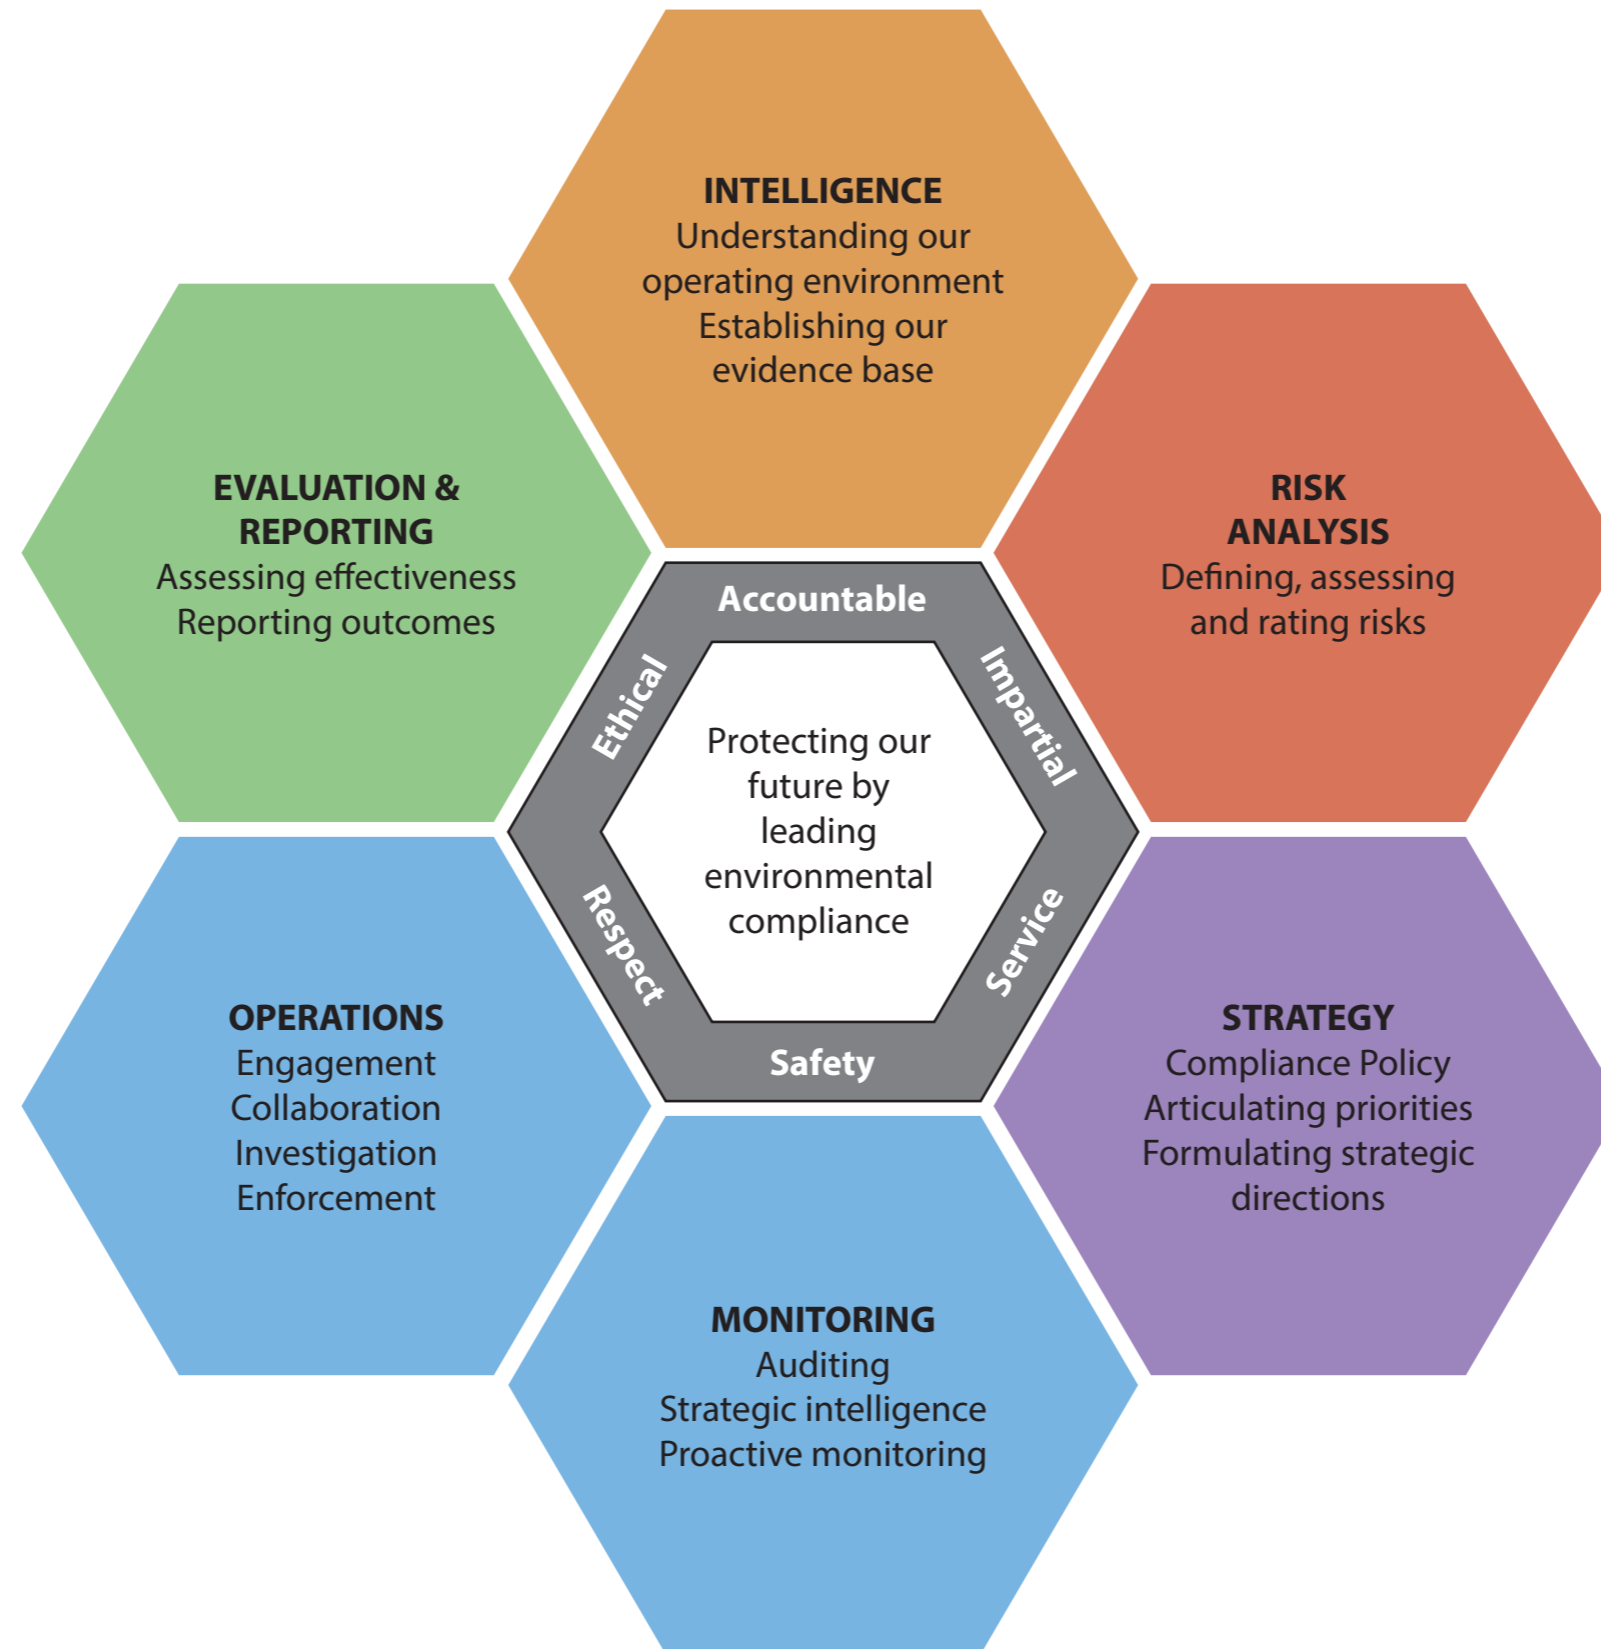 INTELLIGENCE
Understanding our
operating environment
Establishing our
evidence base
RISK
ANALYSIS
Defining, assessing
and rating risks
STRATEGY
Compliance Policy
Articulating priorities
Formulating strategic
directions
MONITORING
Auditing
Strategic intelligence
Proactive monitoring
OPERATIONS
Engagement
Collaboration
Investigation
Enforcement
EVALUATION &
REPORTING
Assessing effectiveness
Reporting outcomes
Accountable
Impartial
Service
Safety
Respect
Ethical
Protecting our
future by
leading
environmental
compliance